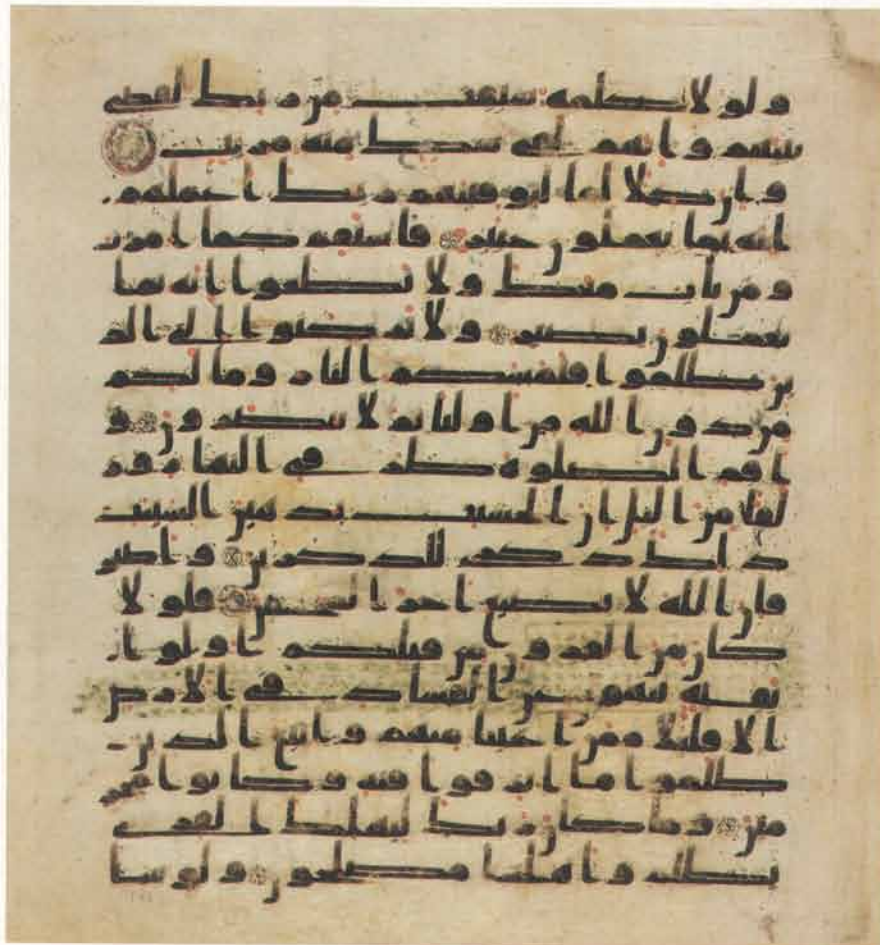 ولولا كلمة سبقت من ربك لقضي
بينهم وانهم لفي شك منه مريب
وان كلا لما ليوفينهم ربك اعملهم
انه بما يعملون خبير فاستقم كما امرت
ومن تاب معك ولا تطغوا انه بما
تعملون بصير ولا تركنوا الى الذ
ين ظلموا فتمسكم النار وما لكم
من دون الله من اوليا ثم لا تنصرون و
اقم الصلوة طرفي النهار وز
لفا من اليل ان الحسنت يذهبن السيت
ذلك ذكرى للذكرين واصبر
فان الله لا يضيع اجر المحسنين فلولا
كان من القرون من قبلكم اولوا
بقية ينهون عن الفساد في الارض
الا قليلا ممن انجينا منهم واتبع الذين
ظلموا ما اترفوا فيه وكانوا مجر
مين وما كان ربك ليهلك القرى
بظلم واهلها مصلحون ولو شا